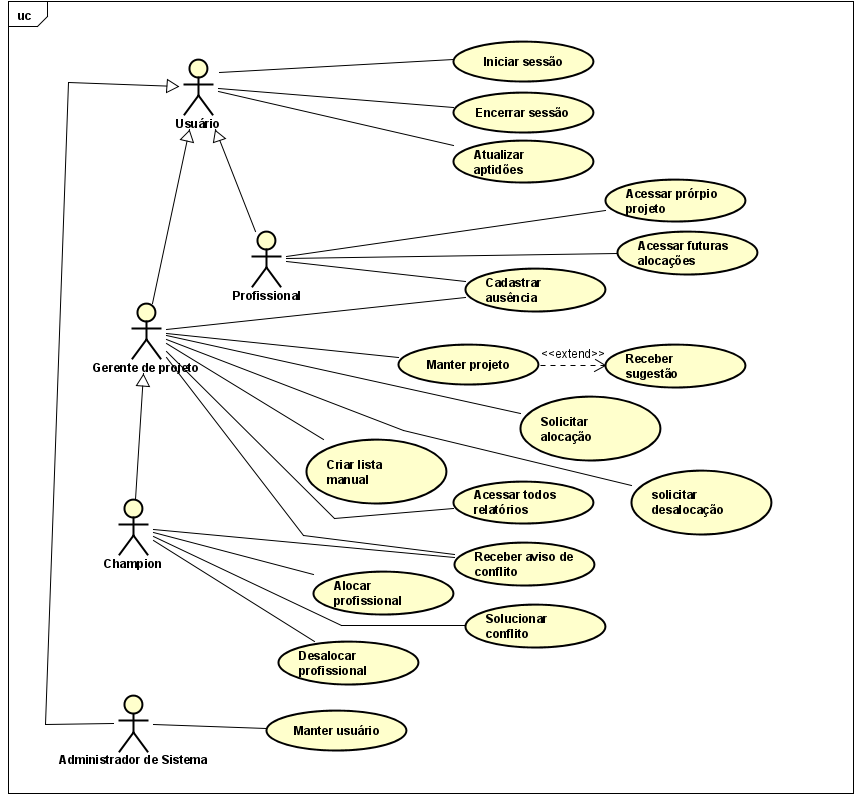 uc
Iniciar sessão
Usuário
Encerrar sessão
Atualizar
aptidões
Acessar prórpio
projeto
Acessar futuras
alocações
Profissional
Cadastrar
ausência
Gerente de projeto
Manter projeto
<<extend>>
Receber
sugestão
Solicitar
alocação
Criar lista
manual
Acessar todos
relatórios
solicitar
desalocação
Champion
Receber aviso de
conflito
Alocar
profissional
Solucionar
conflito
Desalocar
profissional
Administrador de Sistema
Manter usuário